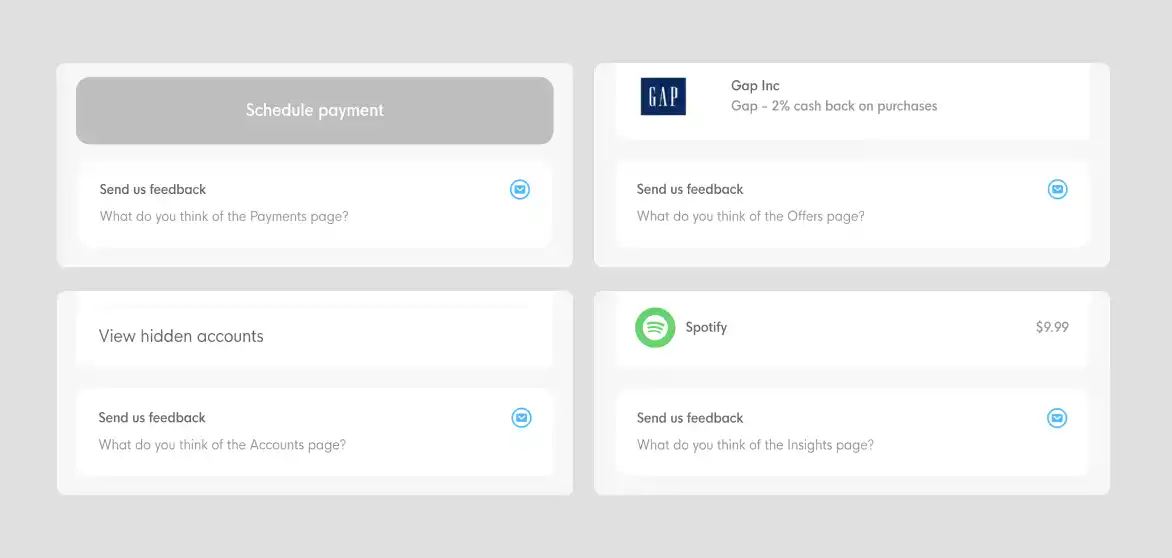 Schedule payment
Send us feedback
What do you think of the Payments page?
GAP
Gap Inc
Gap - 2% cash back on purchases
Send us feedback
What do you think of the Offers page?
View hidden accounts
Send us feedback
What do you think of the Accounts page?
Spotify
$9.99
Send us feedback
What do you think of the Insights page?